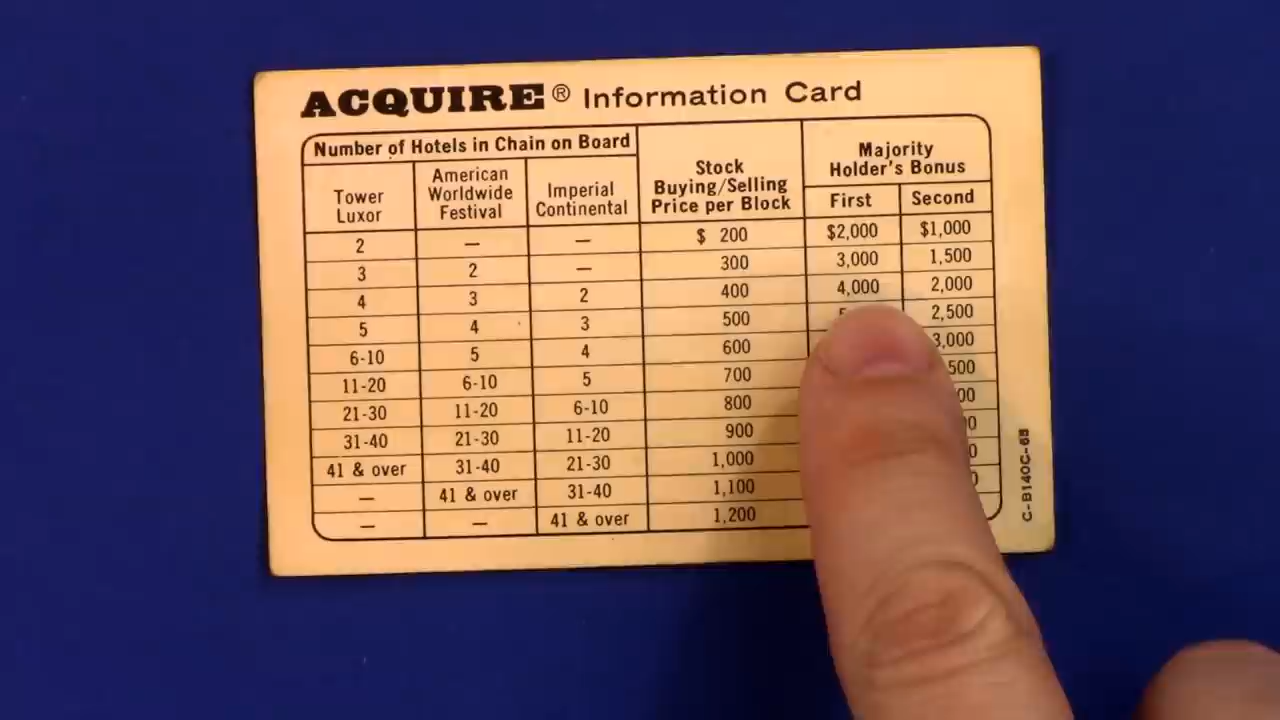 ACQUIRE® Information Card
Number of Hotels in Chain on Board
Tower Luxor
American Worldwide Festival
Imperial Continental
Stock Buying/Selling Price per Block
Majority Holder's Bonus
First Second
2 — — $ 200 $2,000 $1,000
3 2 — 300 3,000 1,500
4 3 2 400 4,000 2,000
5 4 3 500 2,500
6-10 5 4 600 3,000
11-20 6-10 5 700
21-30 11-20 6-10 800
31-40 21-30 11-20 900
41 & over 31-40 21-30 1,000
— 41 & over 31-40 1,100
— — 41 & over 1,200
C-B140C-65